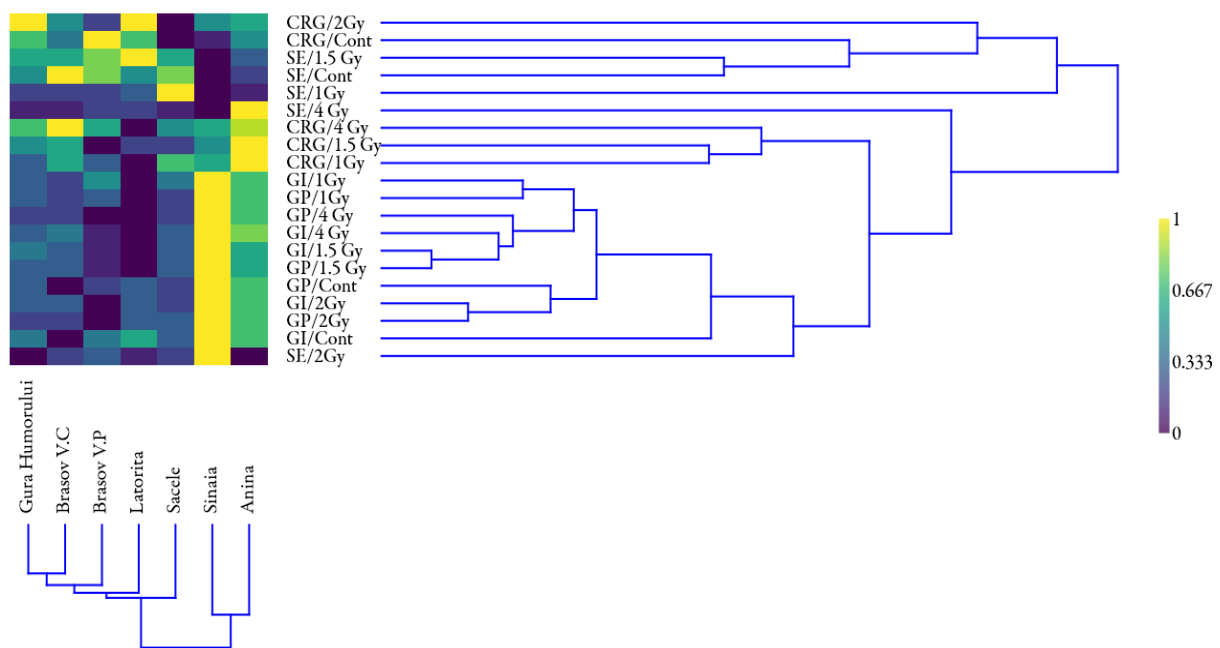 CRG/2Gy
CRG/Cont
SE/1.5 Gy
SE/Cont
SE/1Gy
SE/4 Gy
CRG/4 Gy
CRG/1.5 Gy
CRG/1Gy
GI/1Gy
GP/1Gy
GP/4 Gy
GI/4 Gy
GI/1.5 Gy
GP/1.5 Gy
GP/Cont
GI/2Gy
GP/2Gy
GI/Cont
SE/2Gy
1
0.667
0.333
0
Gura Humorului
Brasov V.C
Brasov V.P
Latorita
Sacele
Sinaia
Anina